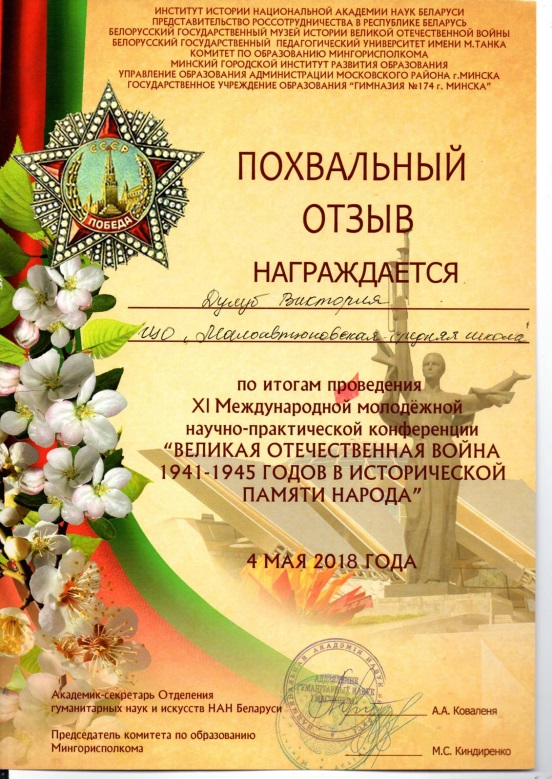 ИНСТИТУТ ИСТОРИИ НАЦИОНАЛЬНОЙ АКАДЕМИИ НАУК БЕЛАРУСИ
ПРЕДСТАВИТЕЛЬСТВО РОССОТРУДНИЧЕСТВА В РЕСПУБЛИКЕ БЕЛАРУСЬ
БЕЛОРУССКИЙ ГОСУДАРСТВЕННЫЙ МУЗЕЙ ИСТОРИИ ВЕЛИКОЙ ОТЕЧЕСТВЕННОЙ ВОЙНЫ
БЕЛОРУССКИЙ ГОСУДАРСТВЕННЫЙ ПЕДАГОГИЧЕСКИЙ УНИВЕРСИТЕТ ИМЕНИ М.ТАНКА
КОМИТЕТ ПО ОБРАЗОВАНИЮ МИНГОРИСПОЛКОМА
МИНСКИЙ ГОРОДСКОЙ ИНСТИТУТ РАЗВИТИЯ ОБРАЗОВАНИЯ
УПРАВЛЕНИЕ ОБРАЗОВАНИЯ АДМИНИСТРАЦИИ МОСКОВСКОГО РАЙОНА г.МИНСКА
ГОСУДАРСТВЕННОЕ УЧРЕЖДЕНИЕ ОБРАЗОВАНИЯ "ГИМНАЗИЯ №174 г. МИНСКА"
СССР
ПОБЕДА
ПОХВАЛЬНЫЙ
ОТЗЫВ
НАГРАЖДАЕТСЯ
Дулуб Виктория
"Малоавтюковская средняя школа"
по итогам проведения
XI Международной молодёжной
научно-практической конференции
"ВЕЛИКАЯ ОТЕЧЕСТВЕННАЯ ВОЙНА
1941-1945 ГОДОВ В ИСТОРИЧЕСКОЙ
ПАМЯТИ НАРОДА"
4 МАЯ 2018 ГОДА
Академик-секретарь Отделения
гуманитарных наук и искусств НАН Беларуси
А.А. Коваленя
Председатель комитета по образованию
Мингорисполкома
М.С. Киндиренко